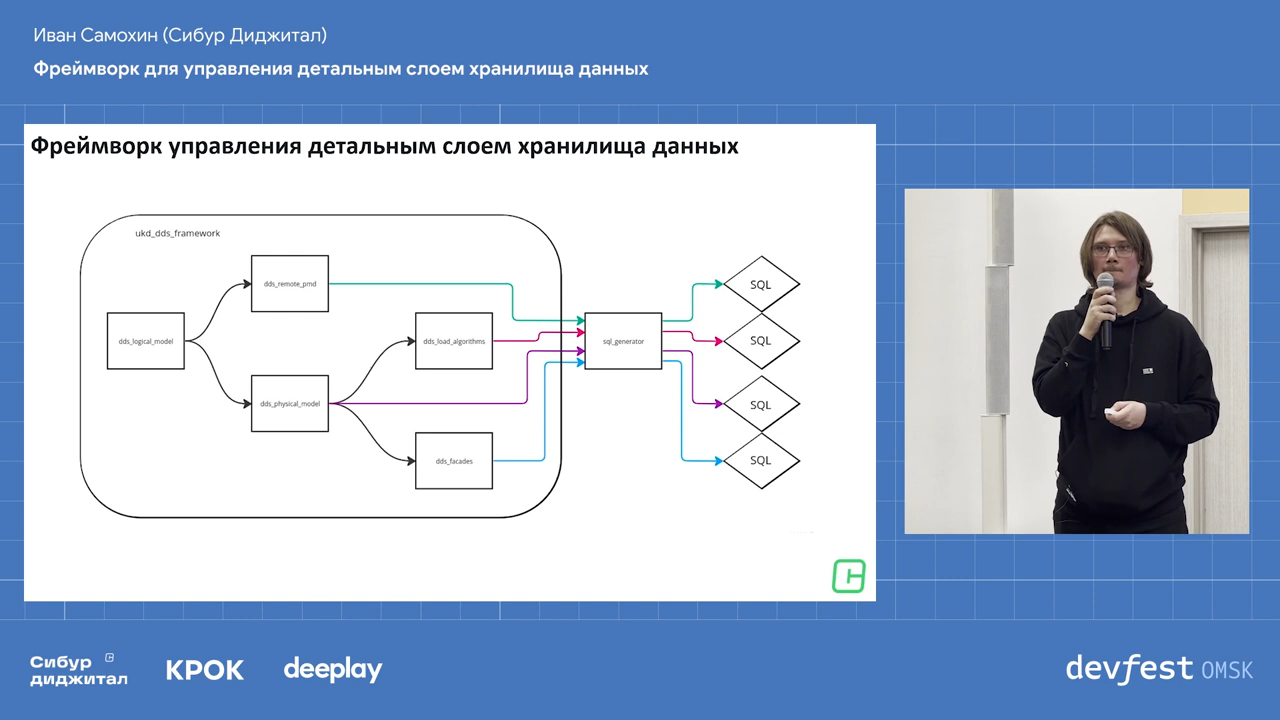 Иван Самохин (Сибур Диджитал)
Фреймворк для управления детальным слоем хранилища данных
Фреймворк управления детальным слоем хранилища данных
ukd_dds_framework
dds_remote_pmd
dds_logical_model
dds_load_algorithms
dds_physical_model
dds_facades
sql_generator
SQL
SQL
SQL
SQL
Сибур
диджитал
КРОК
deeplay
devfest OMSK